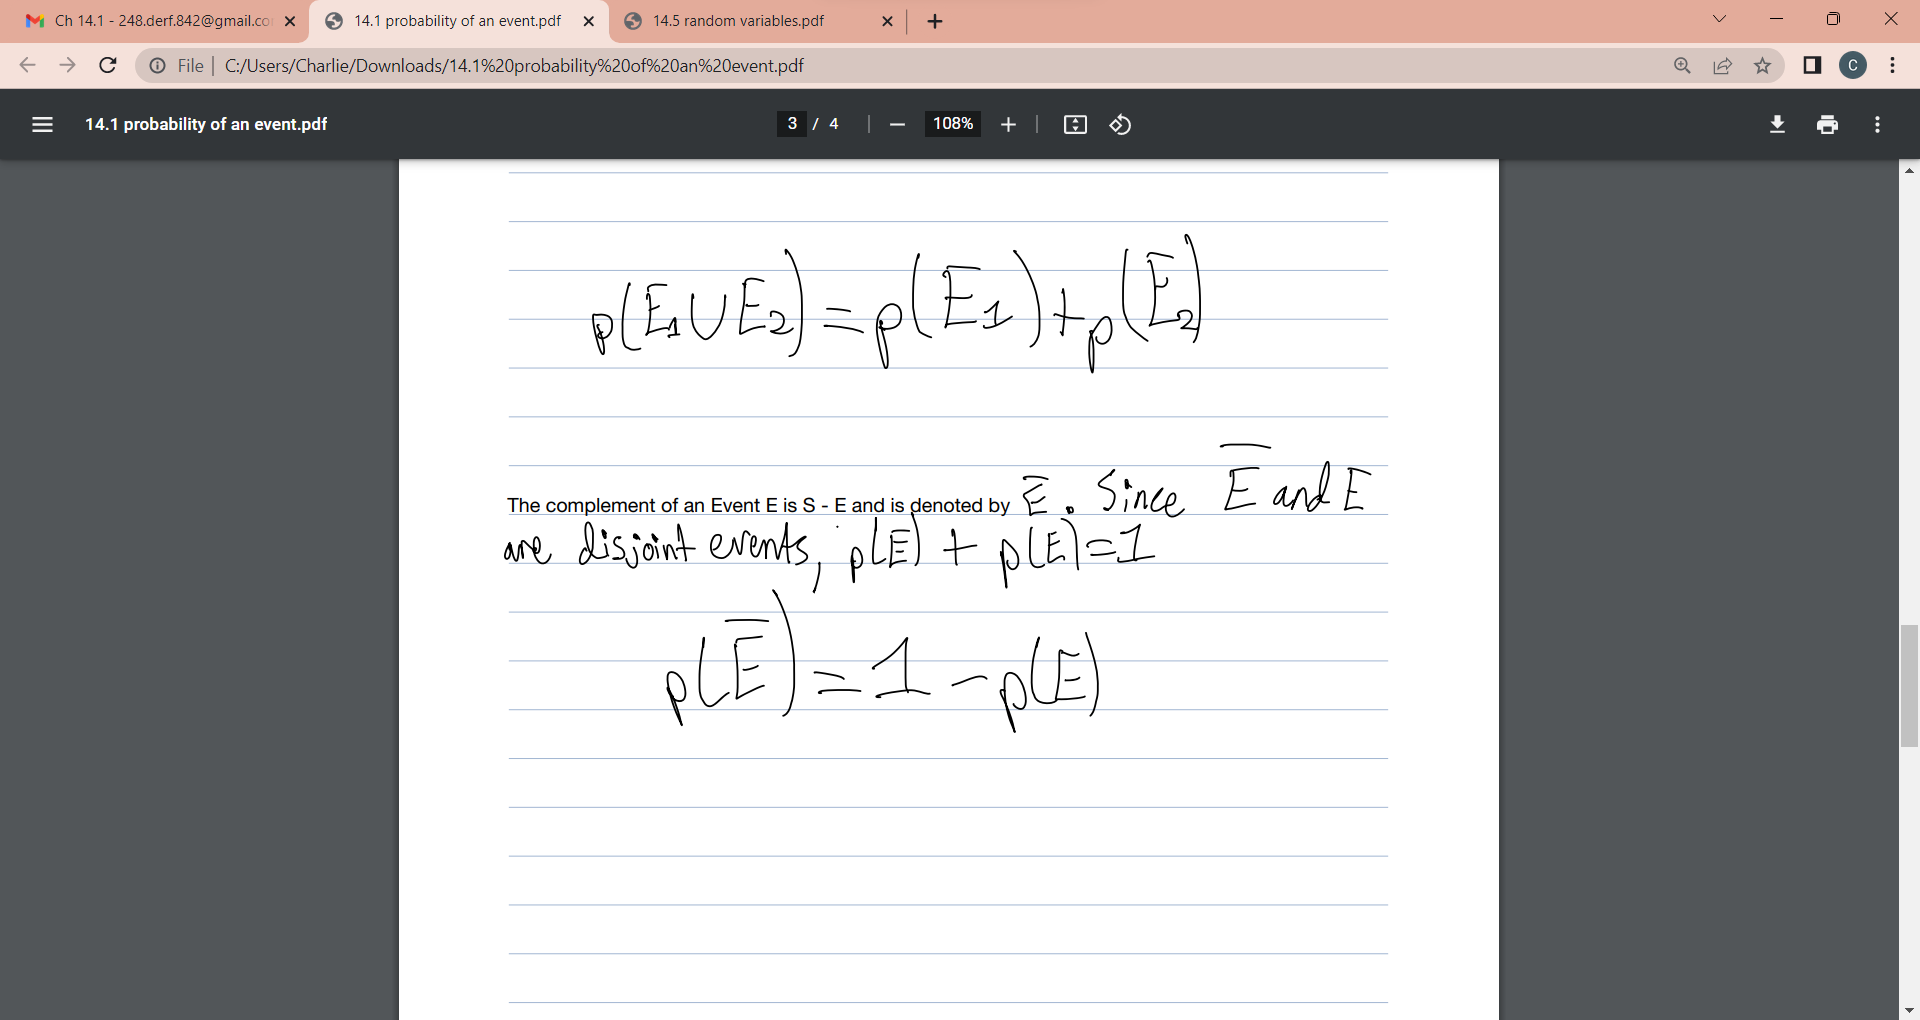 Ch 14.1 - 248.derf.842@gmail.co
14.1 probability of an event.pdf
14.5 random variables.pdf
File | C:/Users/Charlie/Downloads/14.1%20probability%20of%20an%20event.pdf
C
14.1 probability of an event.pdf
3 / 4
108%
p(E₁∪E₂)=p(E₁)+p(E₂)
The complement of an Event E is S - E and is denoted by E̅. Since E̅ and E
are disjoint events, p(E̅) + p(E)=1
p(E̅)=1-p(E)